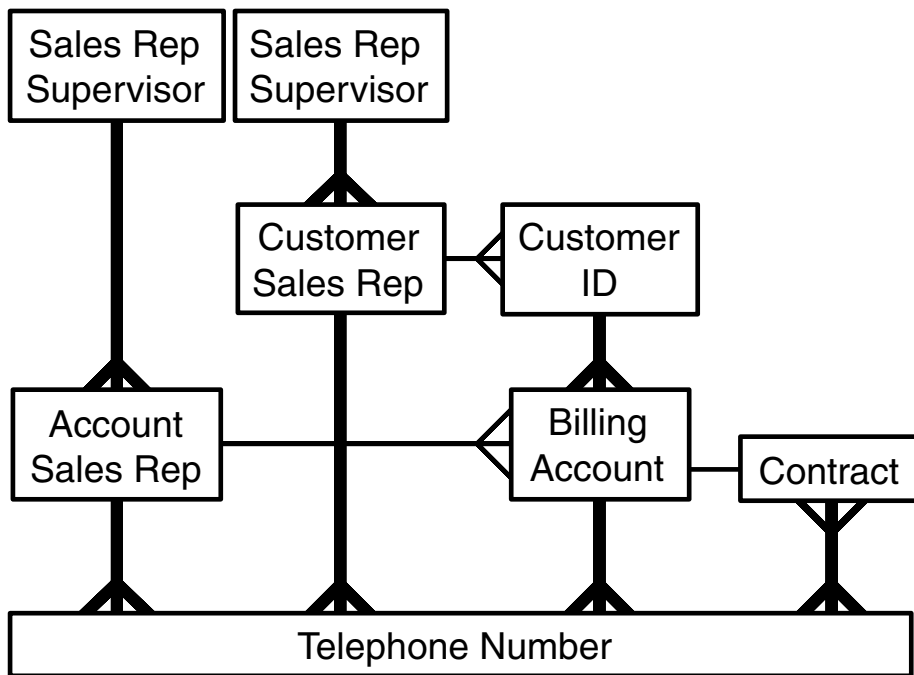 Sales Rep
Supervisor
Sales Rep
Supervisor
Customer
Sales Rep
Customer
ID
Account
Sales Rep
Billing
Account
Contract
Telephone Number